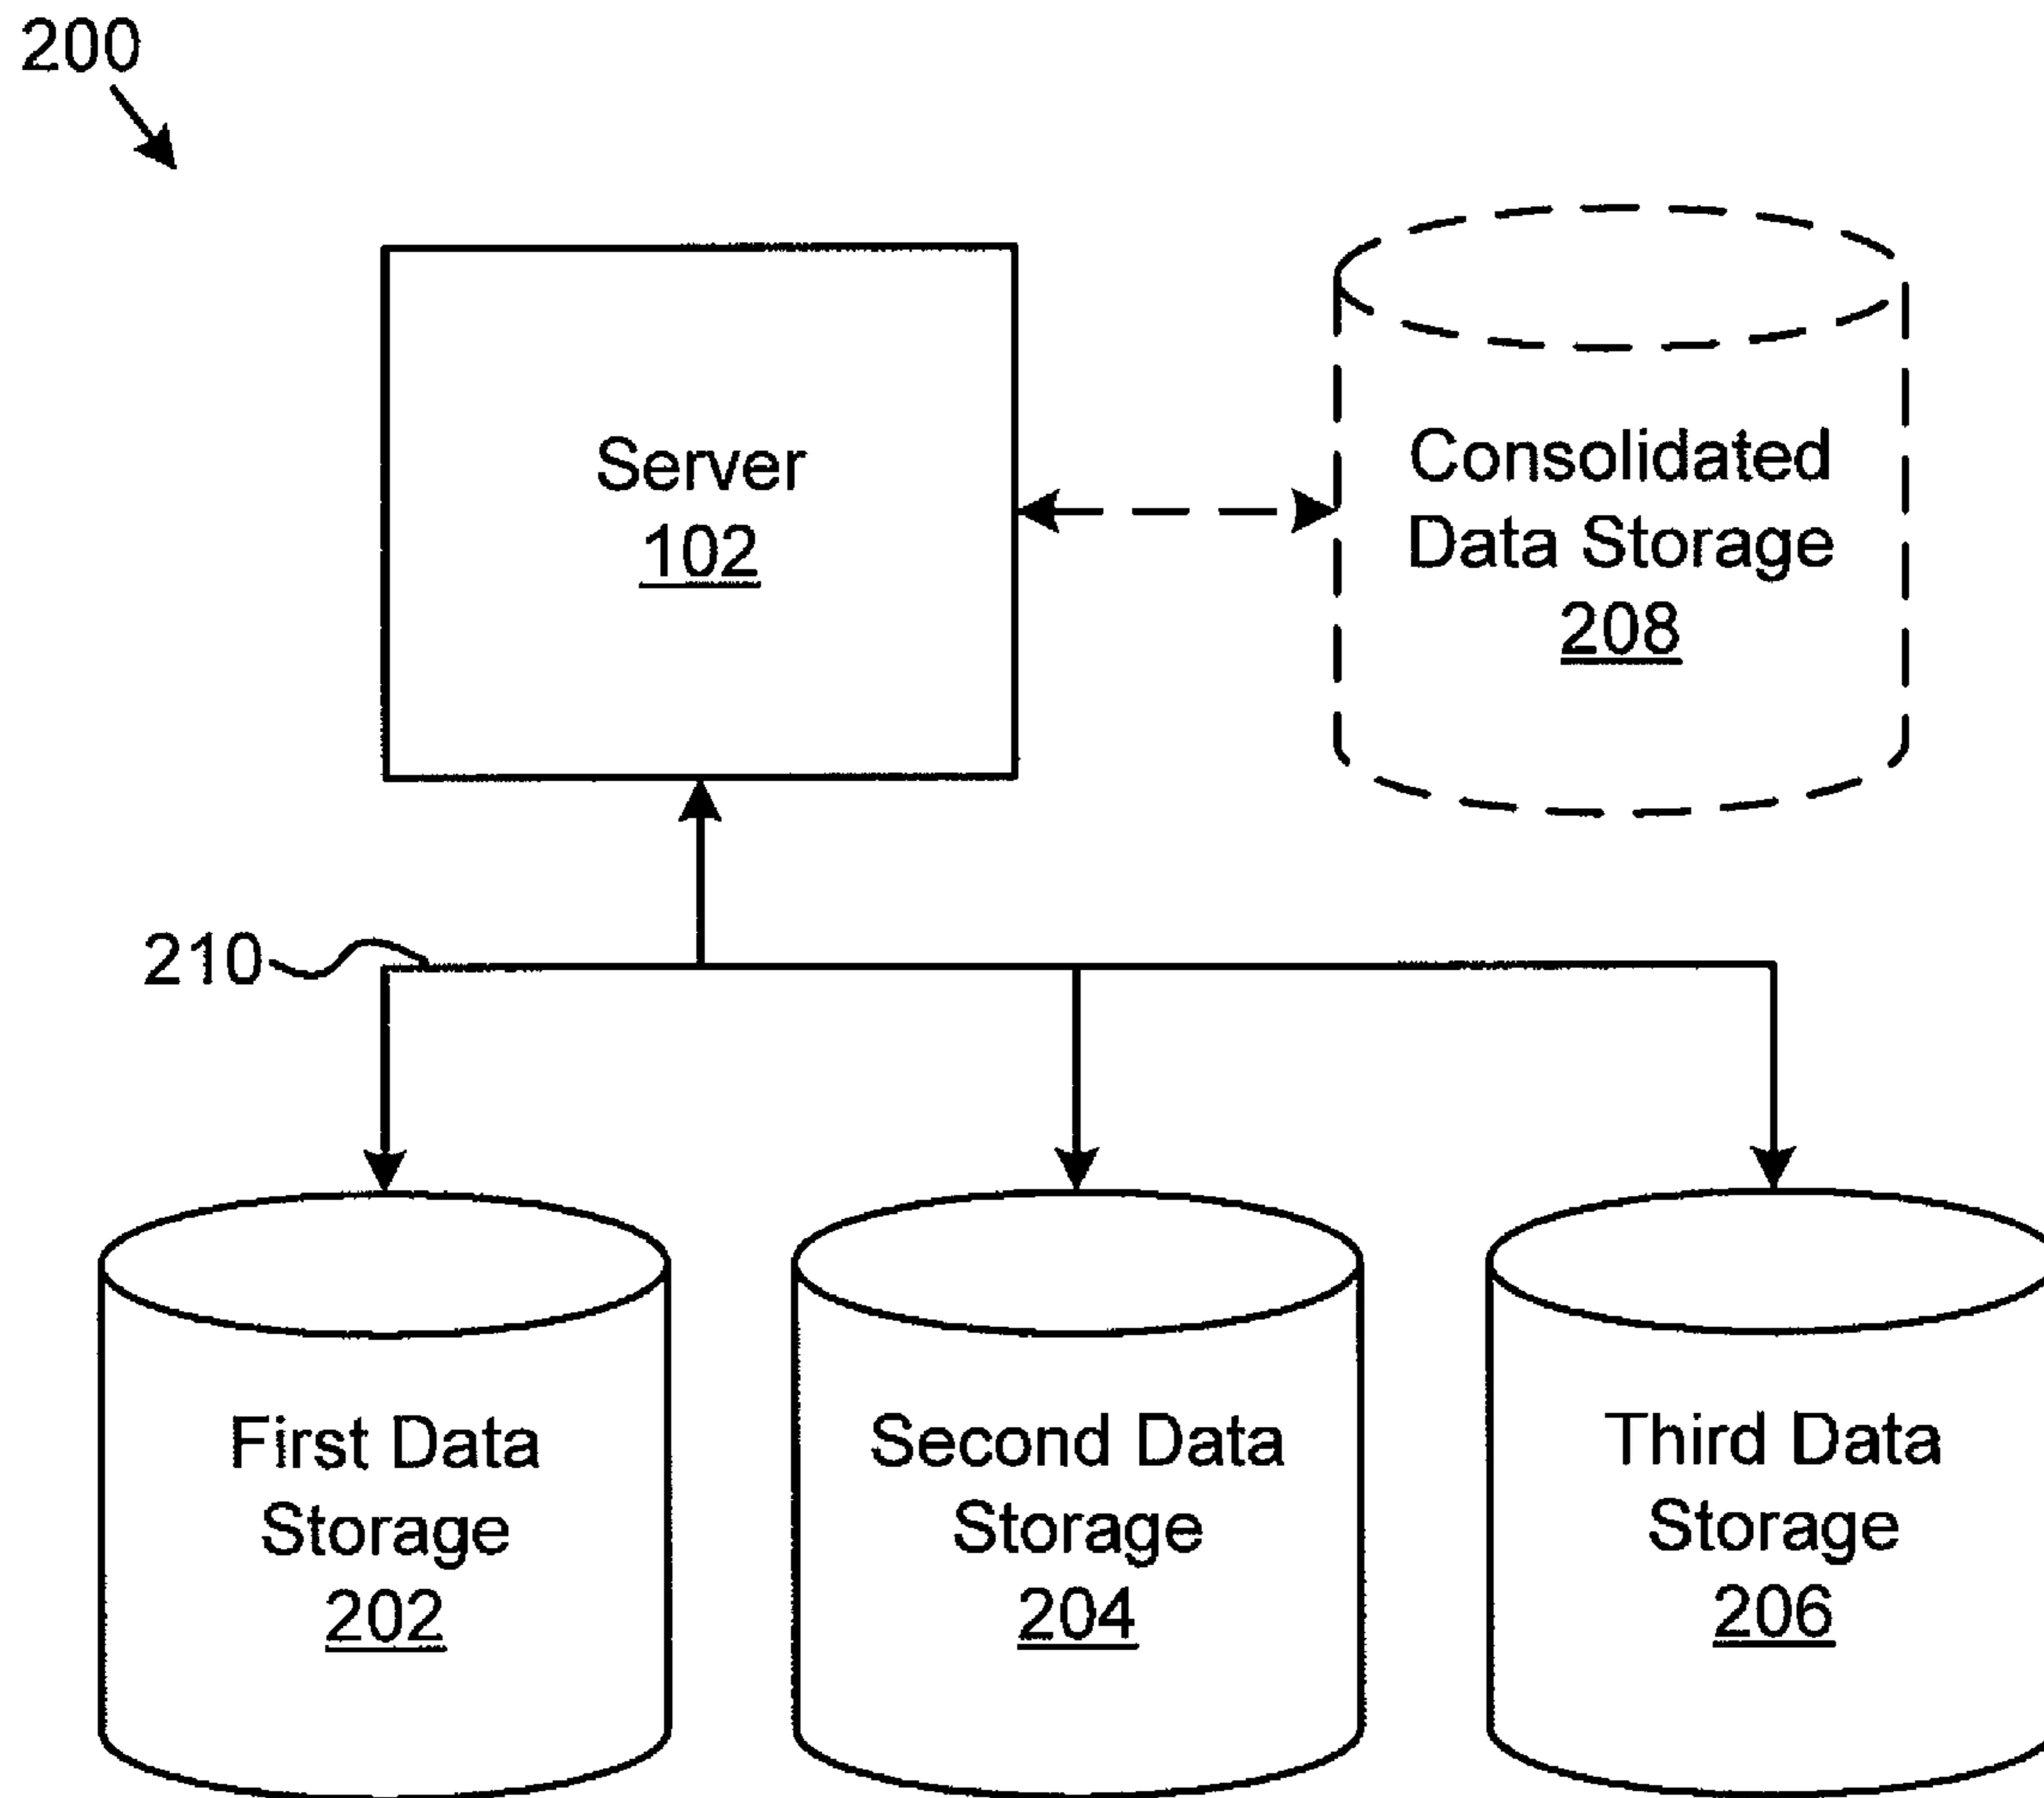 200
Server
102
Consolidated
Data Storage
208
210
First Data
Storage
202
Second Data
Storage
204
Third Data
Storage
206